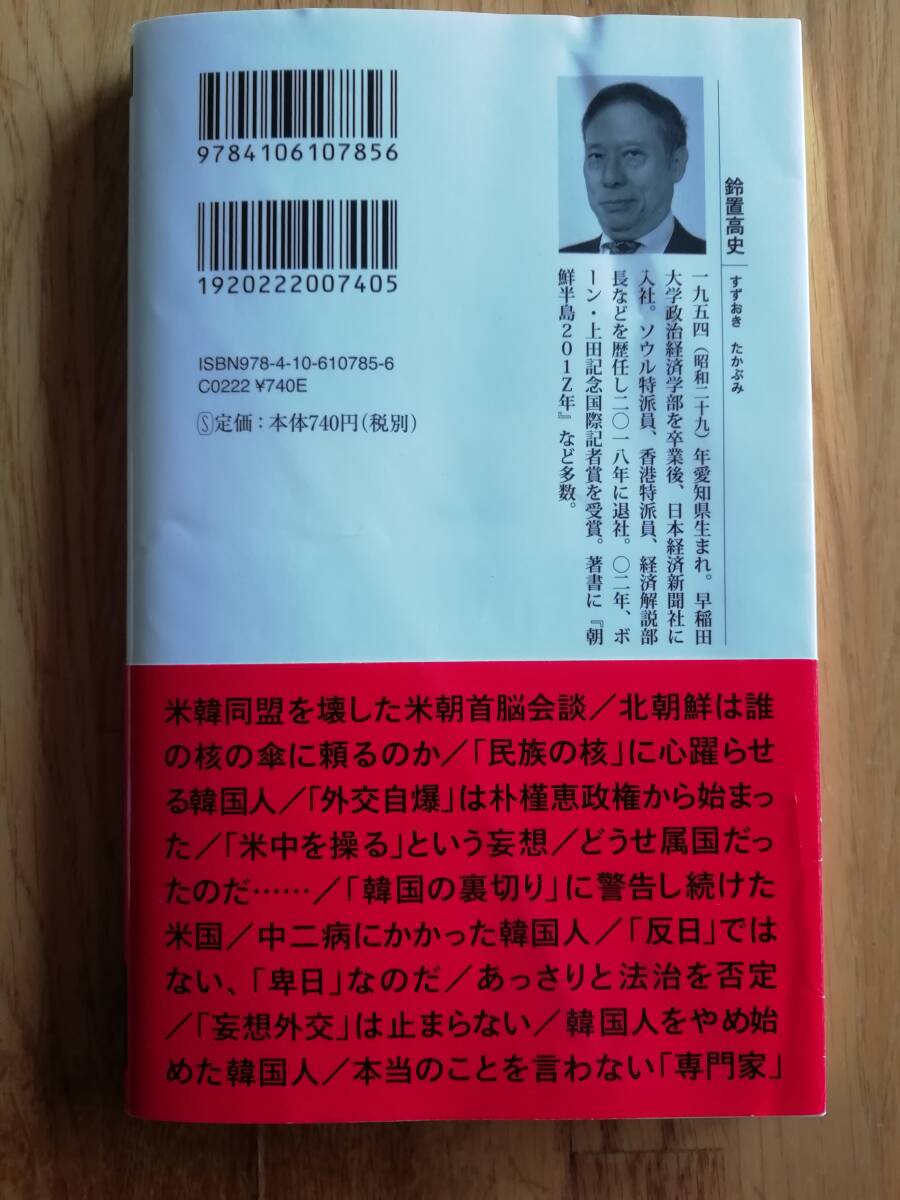 9784106107856
1920222007405
ISBN978-4-10-610785-6
C0222 ¥740E
Ⓢ定価：本体740円（税別）
鈴置高史
すずおき たかぶみ
一九五四（昭和二十九）年愛知県生まれ。早稲田
大学政治経済学部を卒業後、日本経済新聞社に
入社。ソウル特派員、香港特派員、経済解説部
長などを歴任し二〇一八年に退社。〇二年、ボ
ーン・上田記念国際記者賞を受賞。著書に『朝
鮮半島201Z年』など多数。
米韓同盟を壊した米朝首脳会談／北朝鮮は誰
の核の傘に頼るのか／「民族の核」に心躍らせ
る韓国人／「外交自爆」は朴槿恵政権から始まっ
た／「米中を操る」という妄想／どうせ属国だっ
たのだ……／「韓国の裏切り」に警告し続けた
米国／中二病にかかった韓国人／「反日」では
ない、「卑日」なのだ／あっさりと法治を否定
／「妄想外交」は止まらない／韓国人をやめ始
めた韓国人／本当のことを言わない「専門家」